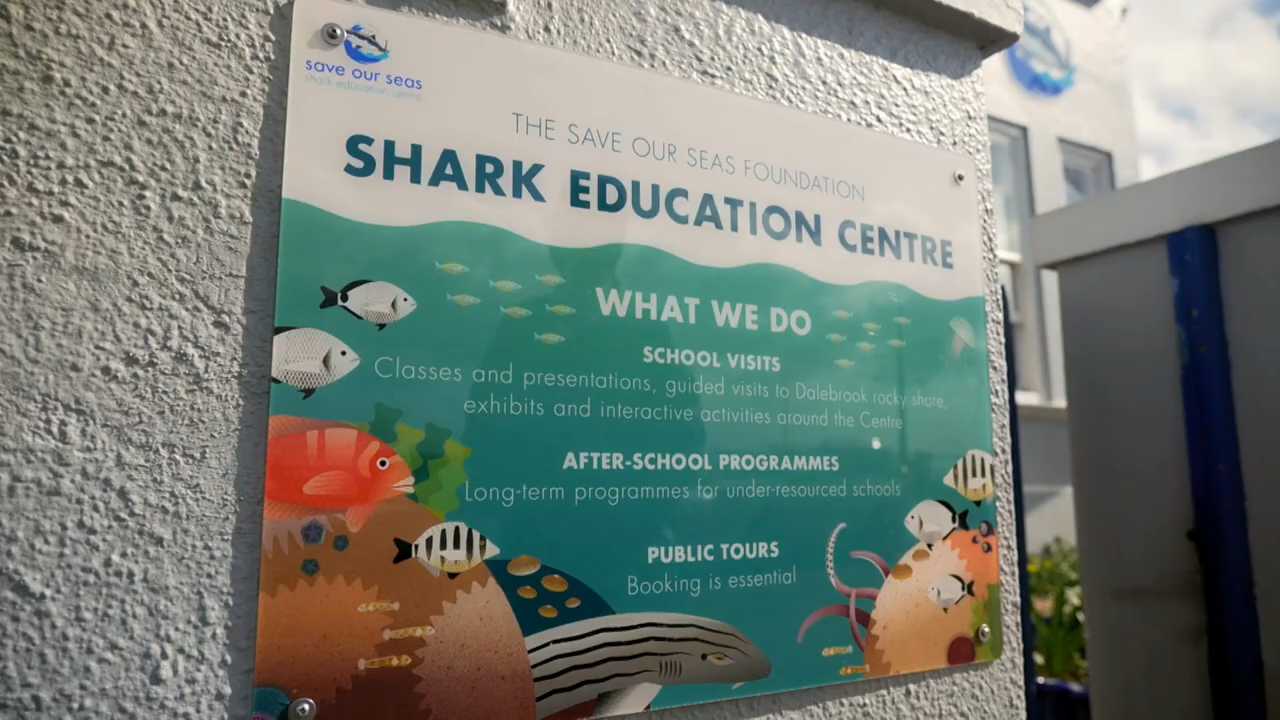 save our seas
shark education centre
THE SAVE OUR SEAS FOUNDATION
SHARK EDUCATION CENTRE
WHAT WE DO
SCHOOL VISITS
Classes and presentations, guided visits to Dalebrook rocky shore,
exhibits and interactive activities around the Centre
AFTER-SCHOOL PROGRAMMES
Long-term programmes for under-resourced schools
PUBLIC TOURS
Booking is essential